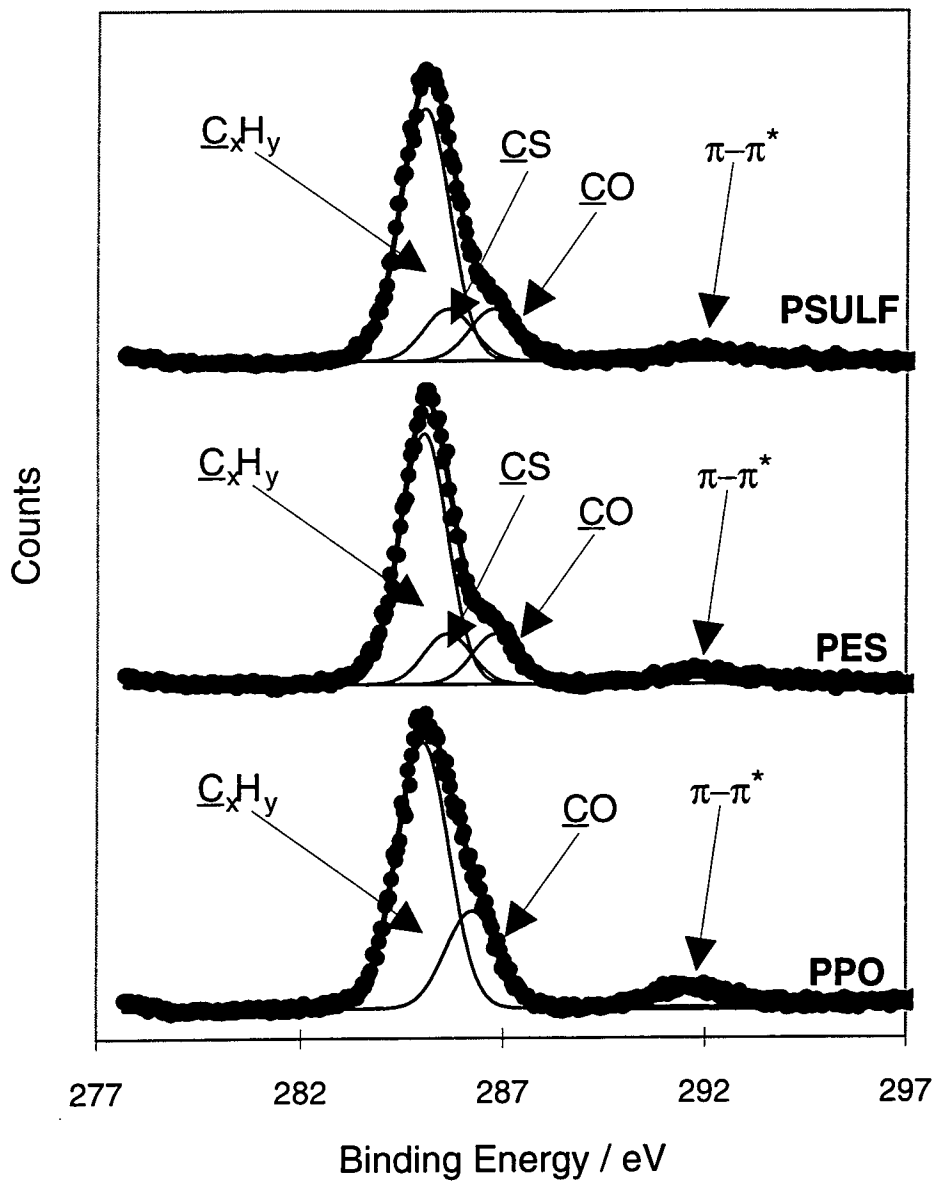 CxHy
CS
CO
π–π*
PSULF
CxHy
CS
CO
π–π*
PES
CxHy
CO
π–π*
PPO
Counts
277 282 287 292 297
Binding Energy / eV